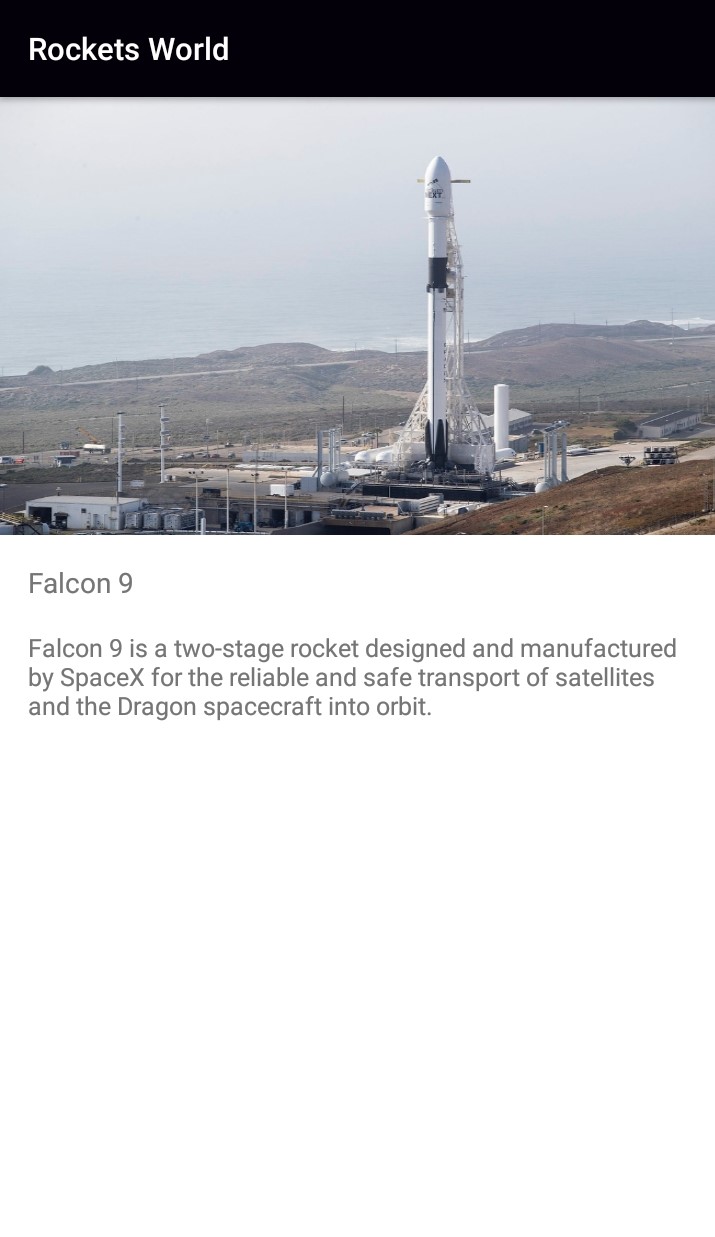 Rockets World
Falcon 9
Falcon 9 is a two-stage rocket designed and manufactured
by SpaceX for the reliable and safe transport of satellites
and the Dragon spacecraft into orbit.